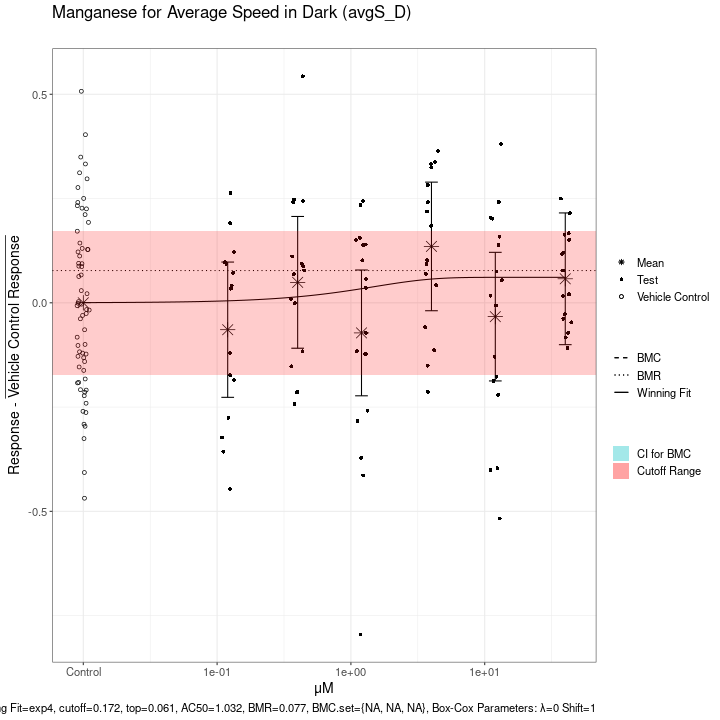 Manganese for Average Speed in Dark (avgS_D)
Response - Vehicle Control Response
0.5
0.0
-0.5
Control
1e-01
1e+00
1e+01
μM
Mean
Test
Vehicle Control
BMC
BMR
Winning Fit
CI for BMC
Cutoff Range
g Fit=exp4, cutoff=0.172, top=0.061, AC50=1.032, BMR=0.077, BMC.set={NA, NA, NA}, Box-Cox Parameters: λ=0 Shift=1